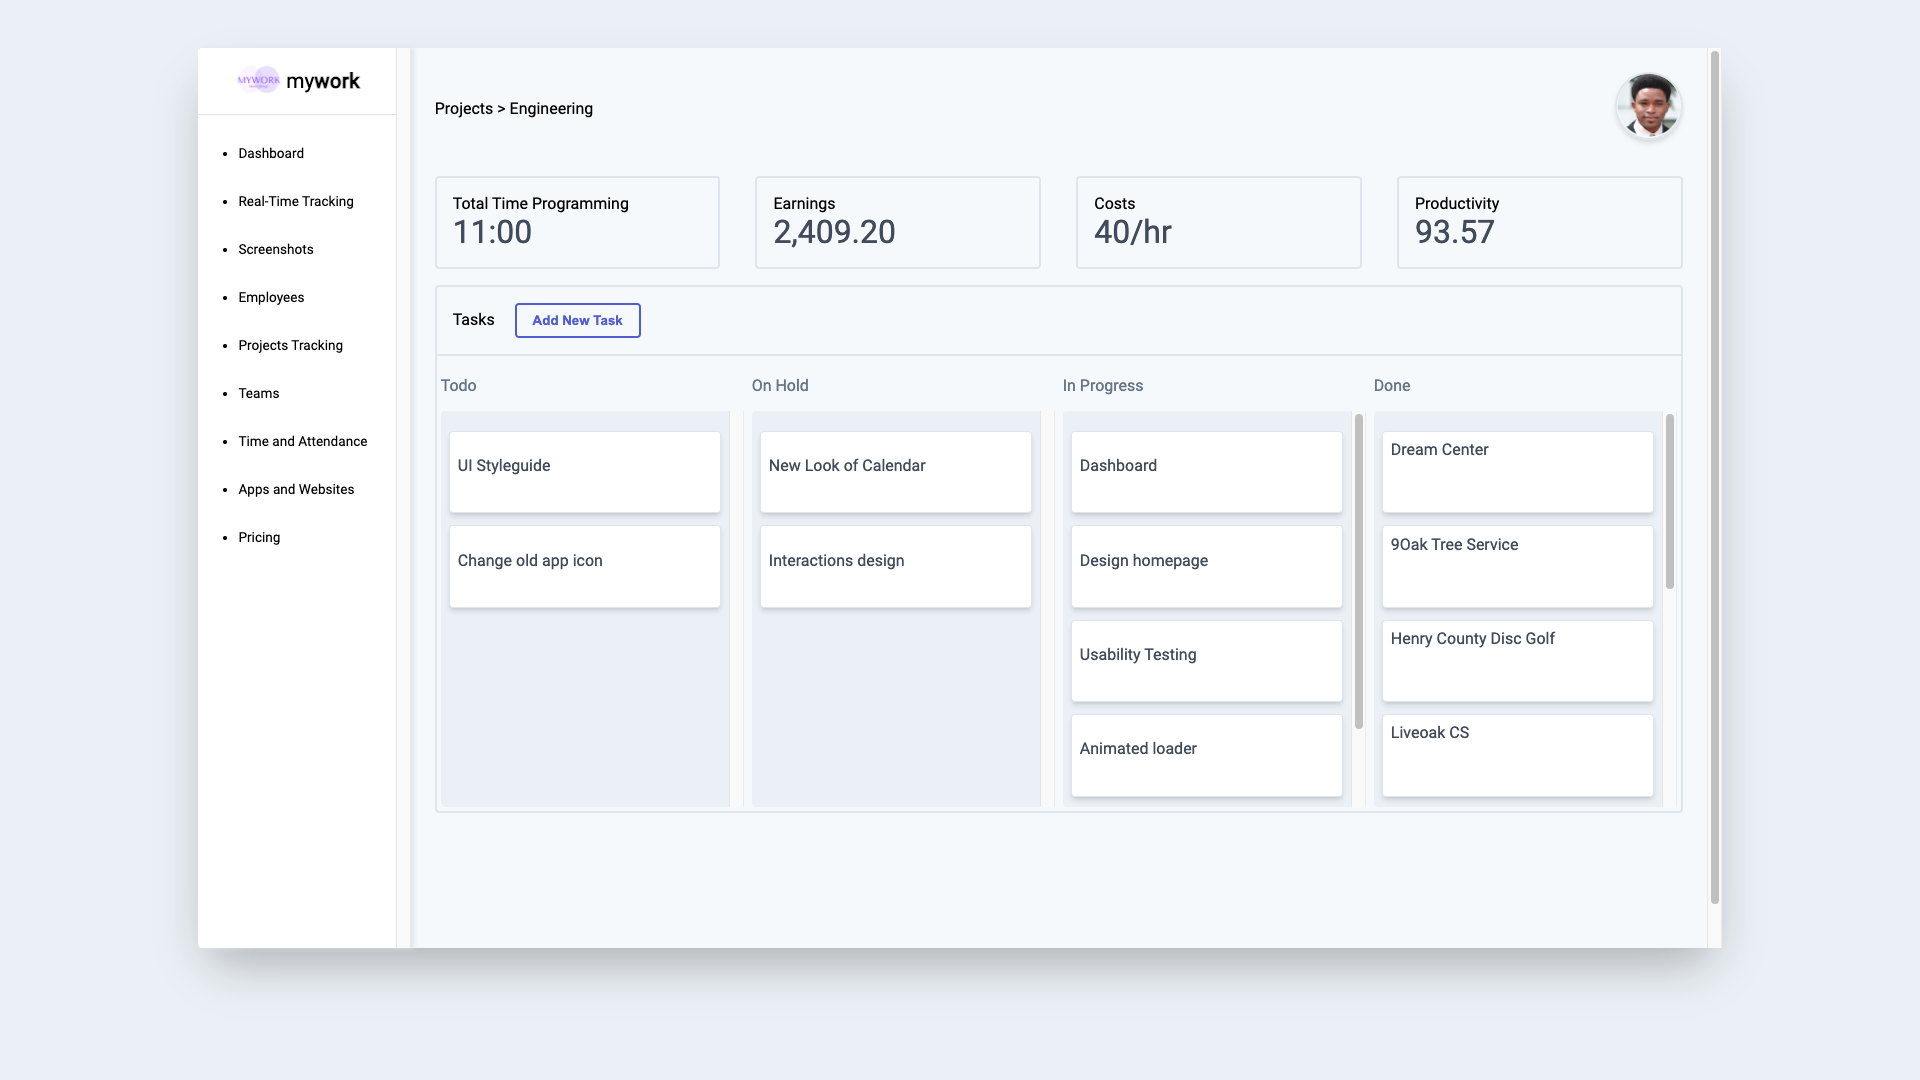 MYWORK
mywork
Projects > Engineering
Dashboard
Real-Time Tracking
Screenshots
Employees
Projects Tracking
Teams
Time and Attendance
Apps and Websites
Pricing
Total Time Programming
11:00
Earnings
2,409.20
Costs
40/hr
Productivity
93.57
Tasks
Add New Task
Todo
UI Styleguide
Change old app icon
On Hold
New Look of Calendar
Interactions design
In Progress
Dashboard
Design homepage
Usability Testing
Animated loader
Done
Dream Center
9Oak Tree Service
Henry County Disc Golf
Liveoak CS